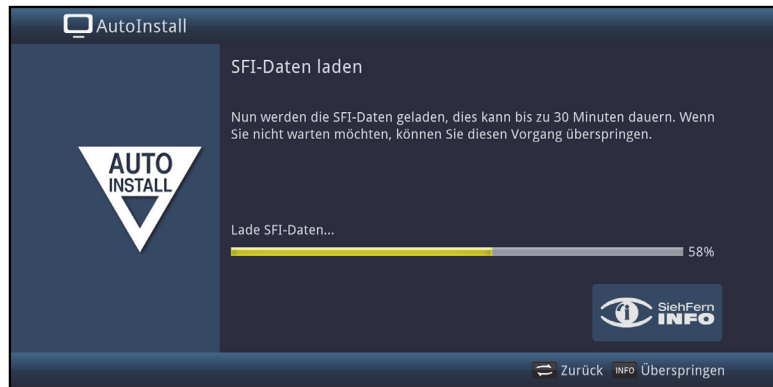 AutoInstall
SFI-Daten laden
Nun werden die SFI-Daten geladen, dies kann bis zu 30 Minuten dauern. Wenn
Sie nicht warten möchten, können Sie diesen Vorgang überspringen.
AUTO
INSTALL
Lade SFI-Daten...
58%
SiehFern
INFO
Zurück INFO Überspringen